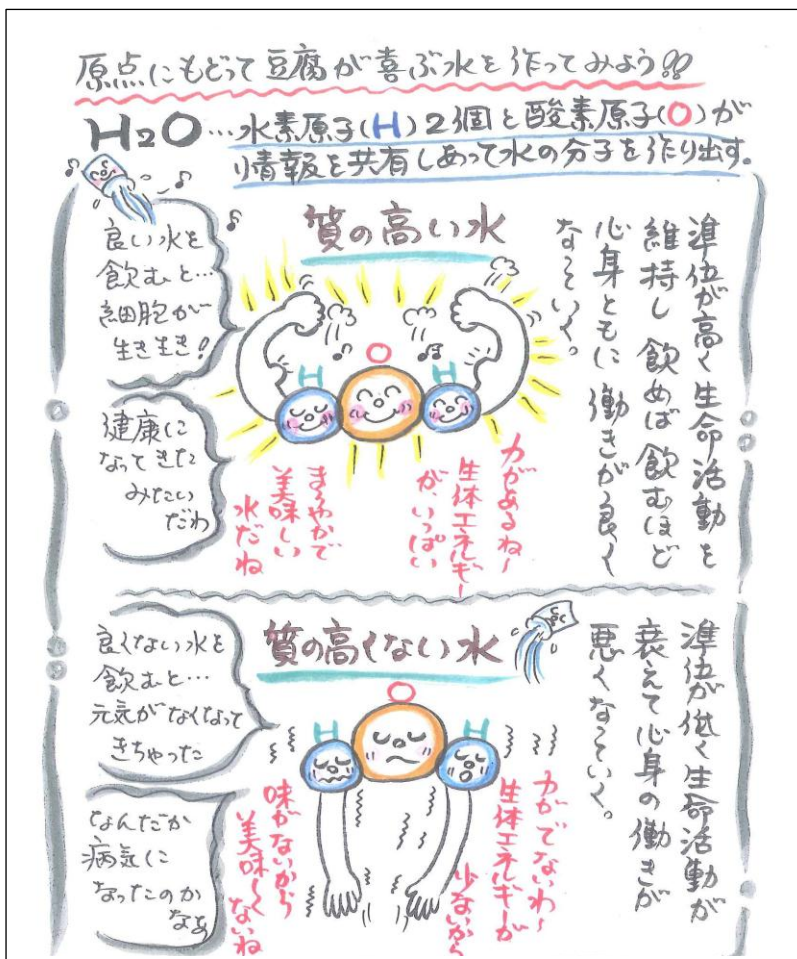 原点にもどって豆腐が喜ぶ水を作ってみよう!!
H2O…水素原子(H)2個と酸素原子(O)が
情報を共有しあって水の分子を作り出す。
質の高い水
準位が高く生命活動を
維持し 飲めば飲むほど
心身ともに働きが良く
なっていく。
良い水を
飲むと…
細胞が
生き生き!
健康に
なってきた
みたい
だわ
H
O
H
力があるね〜
生体エネルギー
が、いっぱい
まろやかで
美味しい
水だね
質の高くない水
準位が低く生命活動が
衰えて心身の働きが
悪くなっていく。
良くない水を
飲むと…
元気がなくなって
きちゃった
なんだか
病気に
なったのか
なぁ
H
O
H
力がでないわ〜
生体エネルギーが
少ないから
味がないから
美味しく
ないね